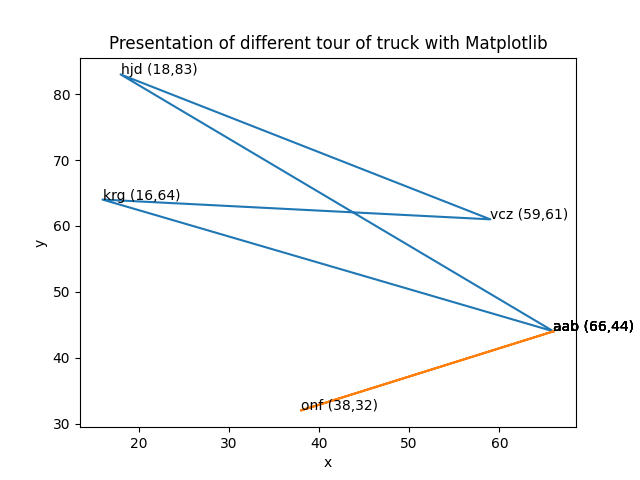 Presentation of different tour of truck with Matplotlib
hjd (18,83)
krg (16,64)
vcz (59,61)
aab (66,44)
onf (38,32)
80
70
60
50
40
30
y
20
30
40
50
60
x